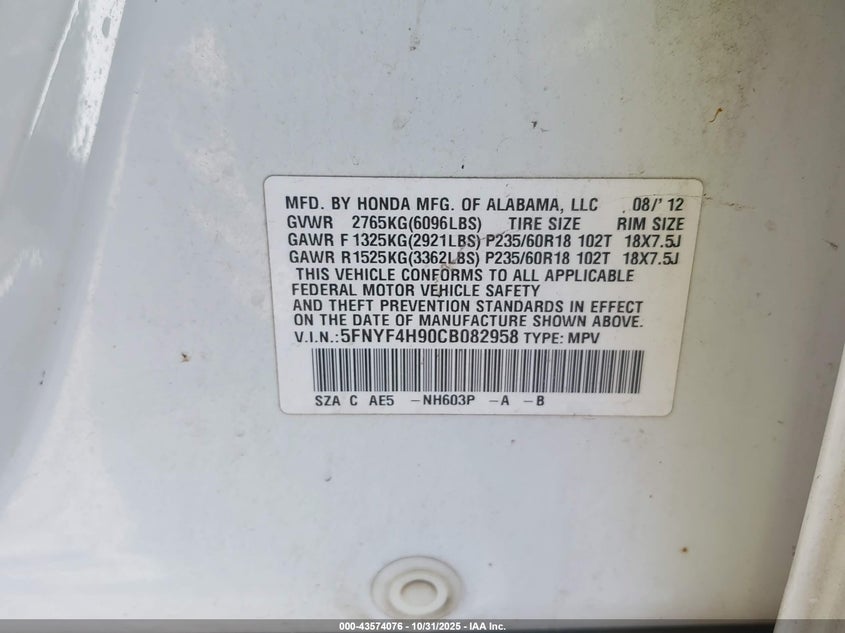 MFD. BY HONDA MFG. OF ALABAMA, LLC 08/'12
GVWR 2765KG(6096LBS) TIRE SIZE RIM SIZE
GAWR F 1325KG(2921LBS) P235/60R18 102T 18X7.5J
GAWR R1525KG(3362LBS) P235/60R18 102T 18X7.5J
THIS VEHICLE CONFORMS TO ALL APPLICABLE
FEDERAL MOTOR VEHICLE SAFETY
AND THEFT PREVENTION STANDARDS IN EFFECT
ON THE DATE OF MANUFACTURE SHOWN ABOVE.
V.I.N.:5FNYF4H90CB082958 TYPE: MPV
SZA C AE5 -NH603P -A -B
000-43574076 - 10/31/2025 - IAA Inc.